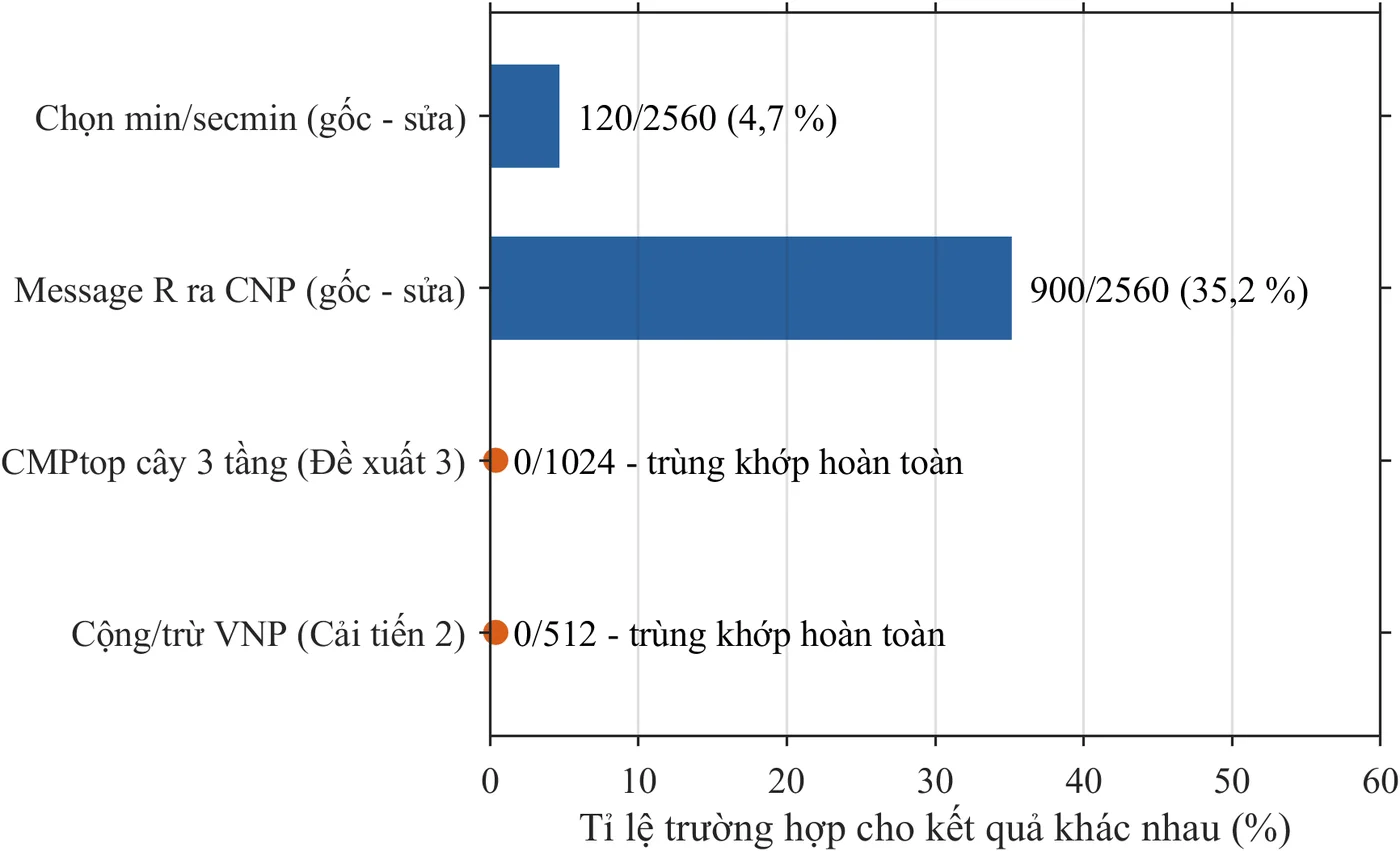 Chọn min/secmin (gốc - sửa)
120/2560 (4,7 %)
Message R ra CNP (gốc - sửa)
900/2560 (35,2 %)
CMPtop cây 3 tầng (Đề xuất 3)
0/1024 - trùng khớp hoàn toàn
Cộng/trừ VNP (Cải tiến 2)
0/512 - trùng khớp hoàn toàn
0 10 20 30 40 50 60
Tỉ lệ trường hợp cho kết quả khác nhau (%)